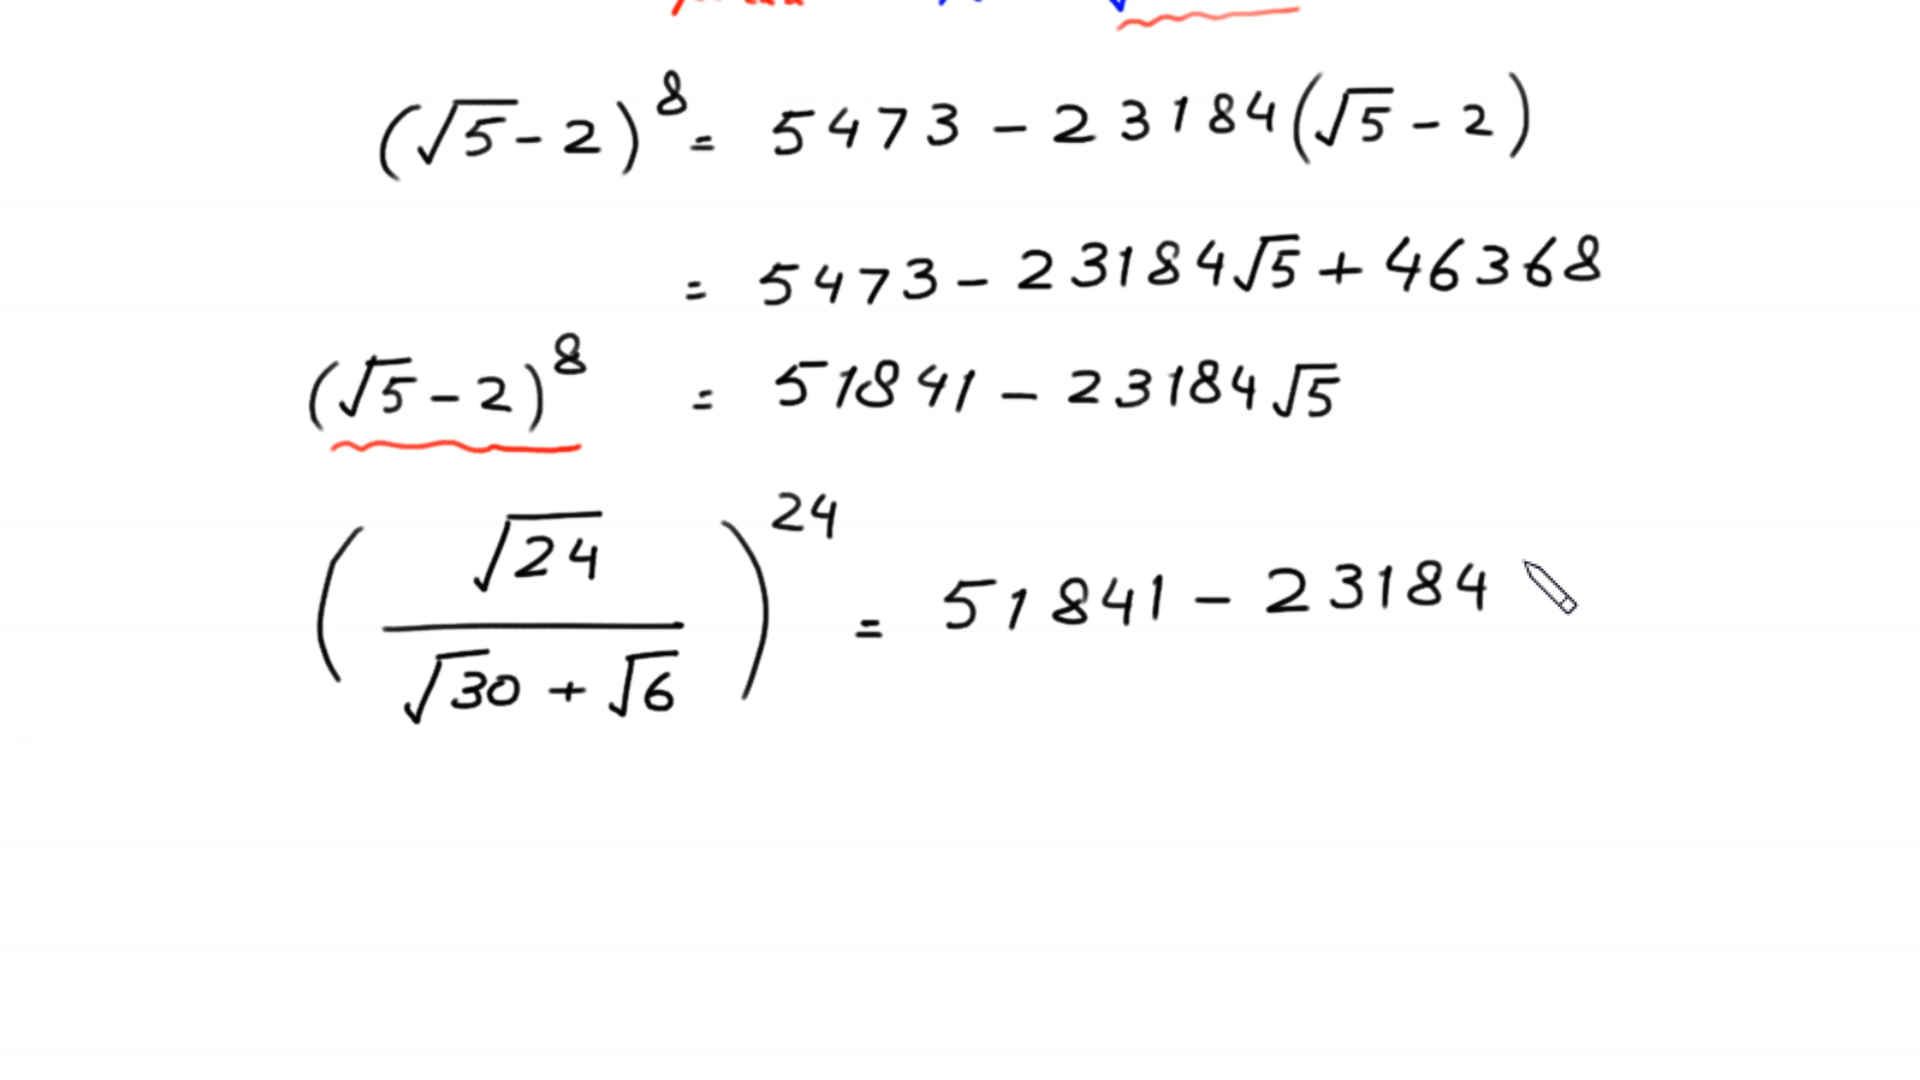 (√5 - 2)^8 = 5473 - 23184(√5 - 2)
= 5473 - 23184√5 + 46368
(√5 - 2)^8 = 51841 - 23184√5
(√24 / (√30 + √6))^24 = 51841 - 23184